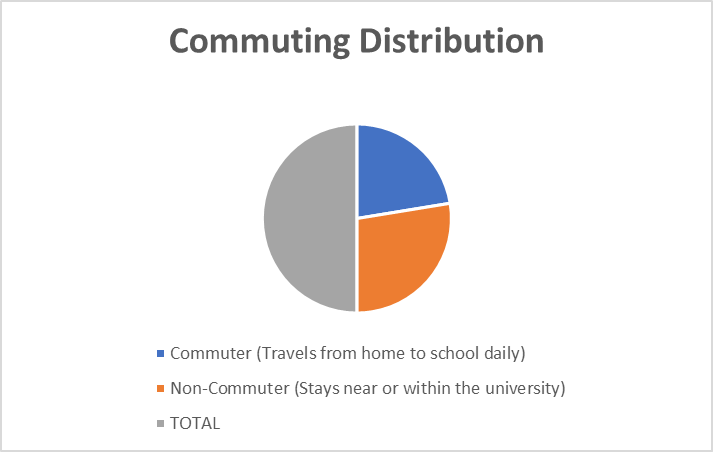 Commuting Distribution
Commuter (Travels from home to school daily)
Non-Commuter (Stays near or within the university)
TOTAL